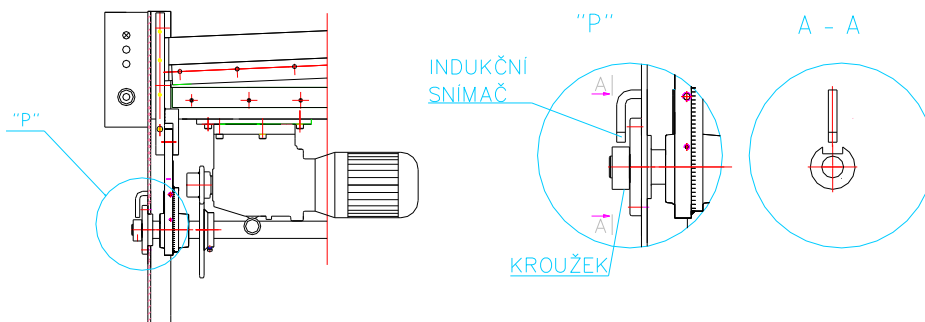 "P"
"P"
A - A
INDUKČNÍ
SNÍMAČ
A
A
KROUŽEK